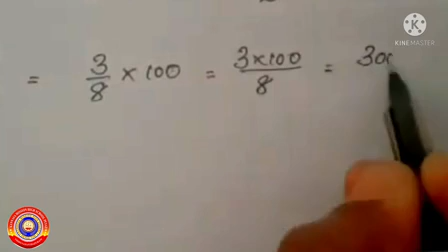 KINEMASTER
= 3/8 × 100 = 3×100/8 = 30